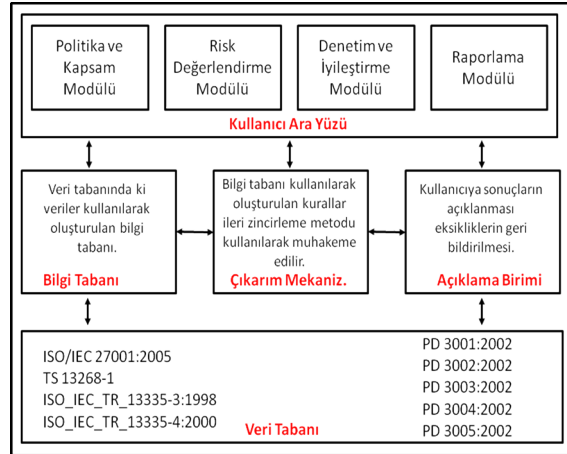 Politika ve
Kapsam
Modülü
Risk
Değerlendirme
Modülü
Denetim ve
İyileştirme
Modülü
Raporlama
Modülü
Kullanıcı Ara Yüzü
Veri tabanında ki
veriler kullanılarak
oluşturulan bilgi
tabanı.
Bilgi Tabanı
Bilgi tabanı kullanılarak
oluşturulan kurallar
ileri zincirleme metodu
kullanılarak muhakeme
edilir.
Çıkarım Mekaniz.
Kullanıcıya sonuçların
açıklanması
eksikliklerin geri
bildirilmesi.
Açıklama Birimi
ISO/IEC 27001:2005
TS 13268-1
ISO_IEC_TR_13335-3:1998
ISO_IEC_TR_13335-4:2000
PD 3001:2002
PD 3002:2002
PD 3003:2002
PD 3004:2002
PD 3005:2002
Veri Tabanı